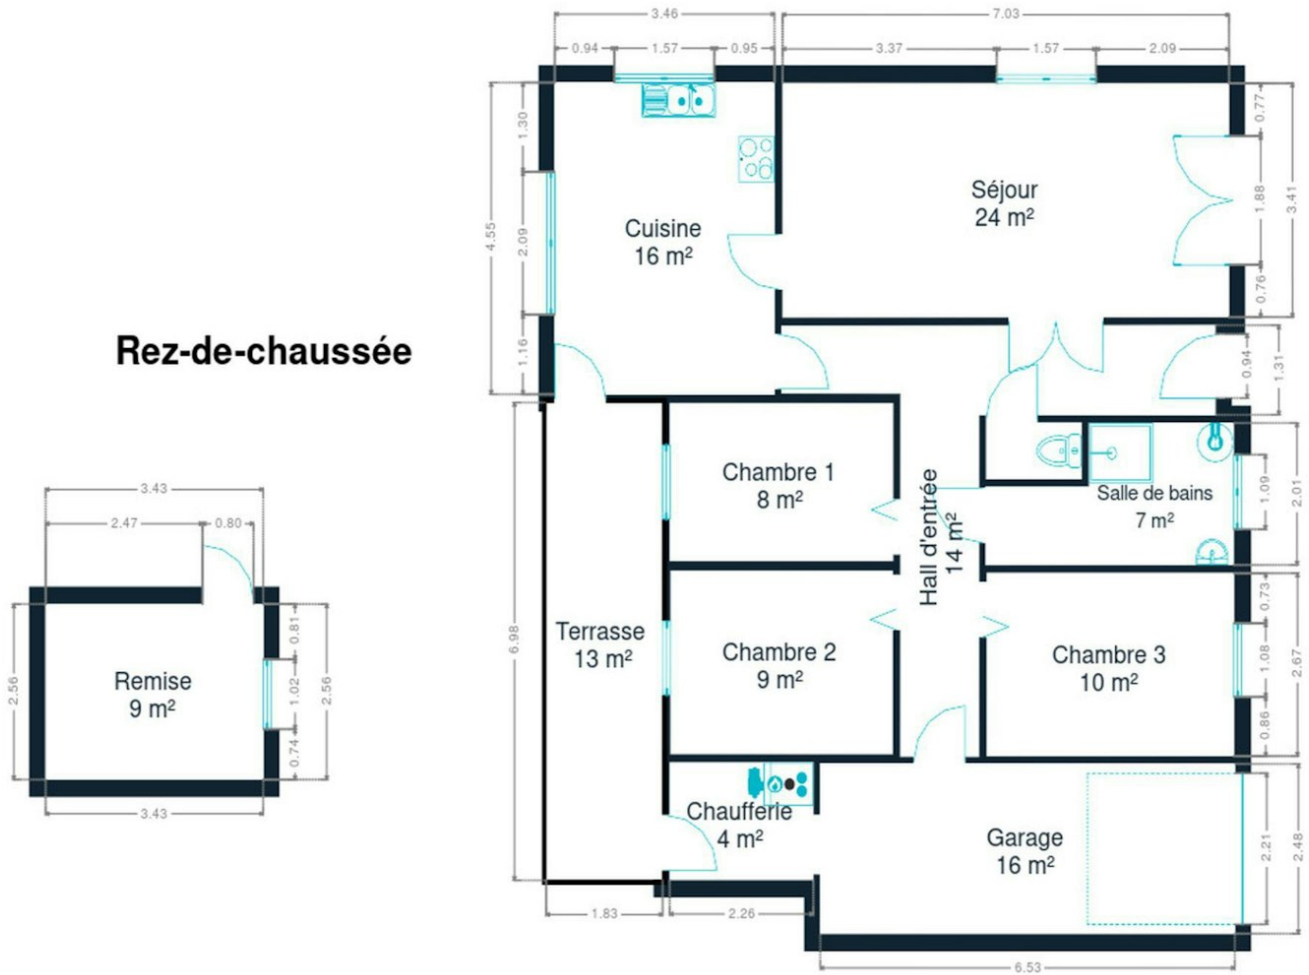 3.46
7.03
0.94
1.57
0.95
3.37
1.57
2.09
1.30
4.55
2.09
1.16
0.77
1.88
3.41
0.76
Séjour
24 m²
Cuisine
16 m²
Rez-de-chaussée
0.94
1.31
Chambre 1
8 m²
Hall d'entrée
14 m²
Salle de bains
7 m²
1.09
2.01
3.43
2.47
0.80
6.98
Terrasse
13 m²
Chambre 2
9 m²
Chambre 3
10 m²
0.73
1.08
2.67
0.86
2.56
Remise
9 m²
0.81
1.02
2.56
0.74
3.43
Chaufferie
4 m²
Garage
16 m²
2.21
2.48
1.83
2.26
6.53